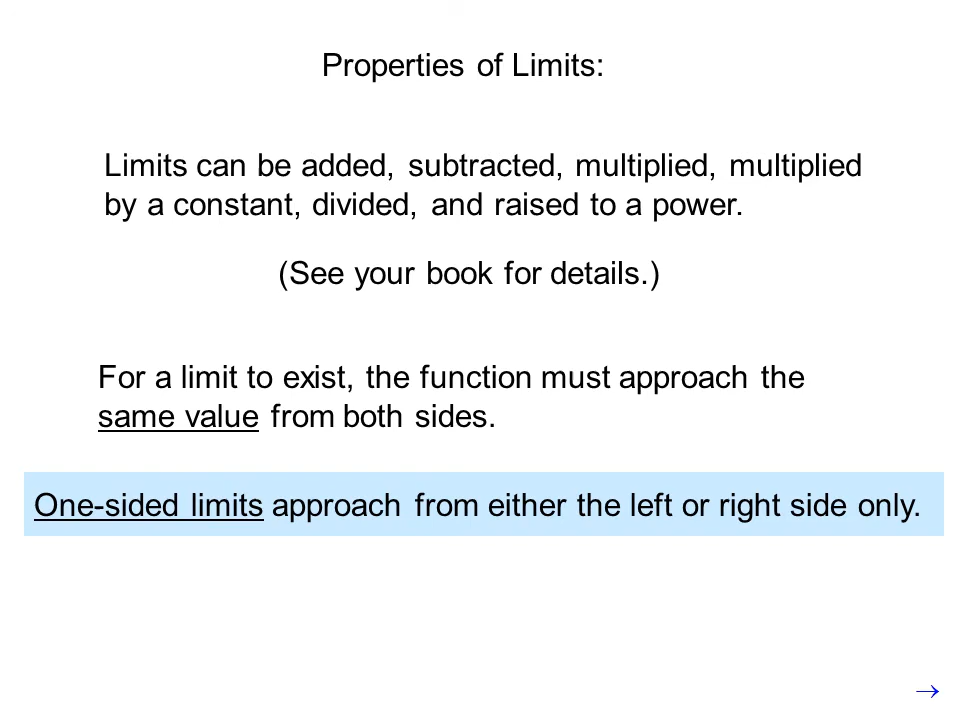 Properties of Limits:
Limits can be added, subtracted, multiplied, multiplied
by a constant, divided, and raised to a power.
(See your book for details.)
For a limit to exist, the function must approach the
same value from both sides.
One-sided limits approach from either the left or right side only.
→